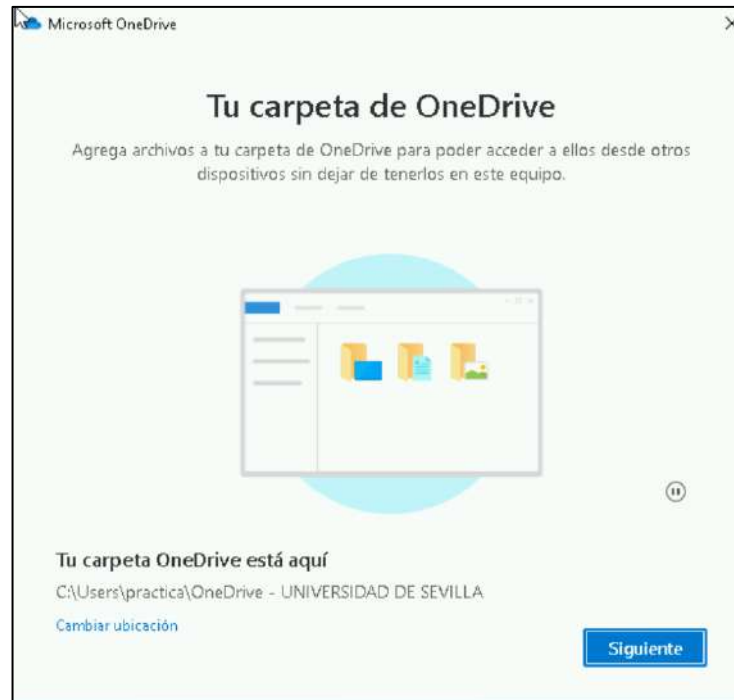 Microsoft OneDrive
Tu carpeta de OneDrive
Agrega archivos a tu carpeta de OneDrive para poder acceder a ellos desde otros
dispositivos sin dejar de tenerlos en este equipo.
Tu carpeta OneDrive está aquí
C:\Users\practica\OneDrive - UNIVERSIDAD DE SEVILLA
Cambiar ubicación
Siguiente